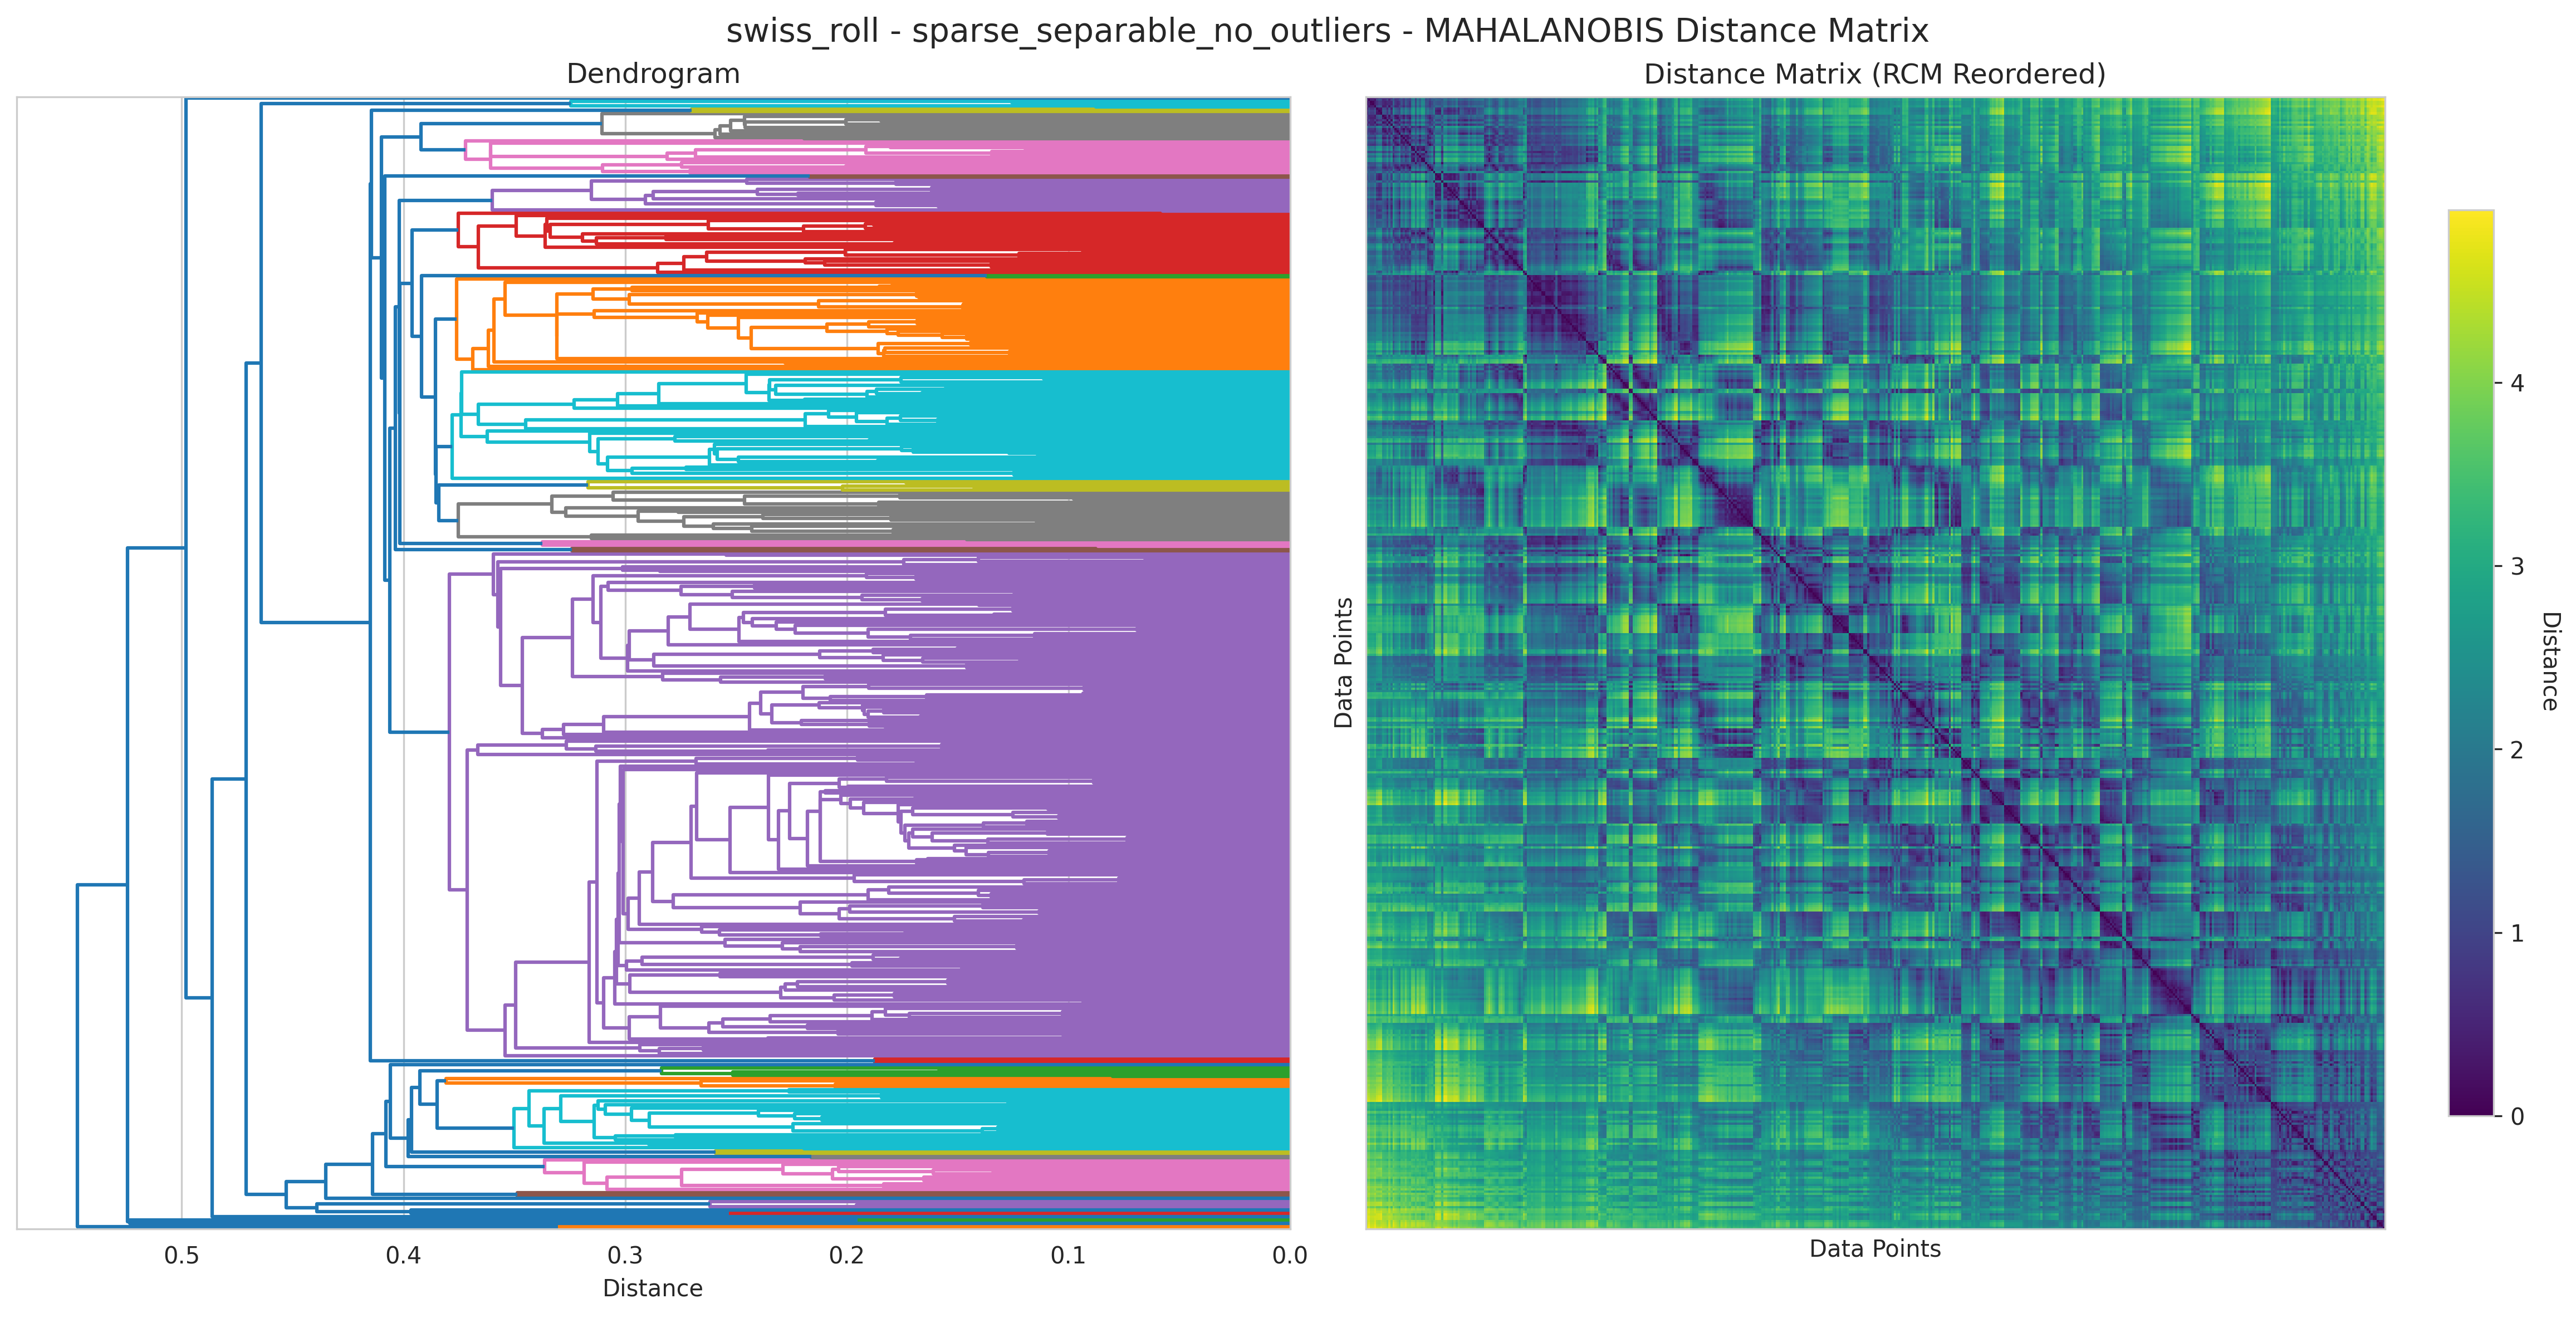 swiss_roll - sparse_separable_no_outliers - MAHALANOBIS Distance Matrix
Dendrogram
0.5 0.4 0.3 0.2 0.1 0.0
Distance
Distance Matrix (RCM Reordered)
Data Points
Data Points
4
3
2
1
0
Distance